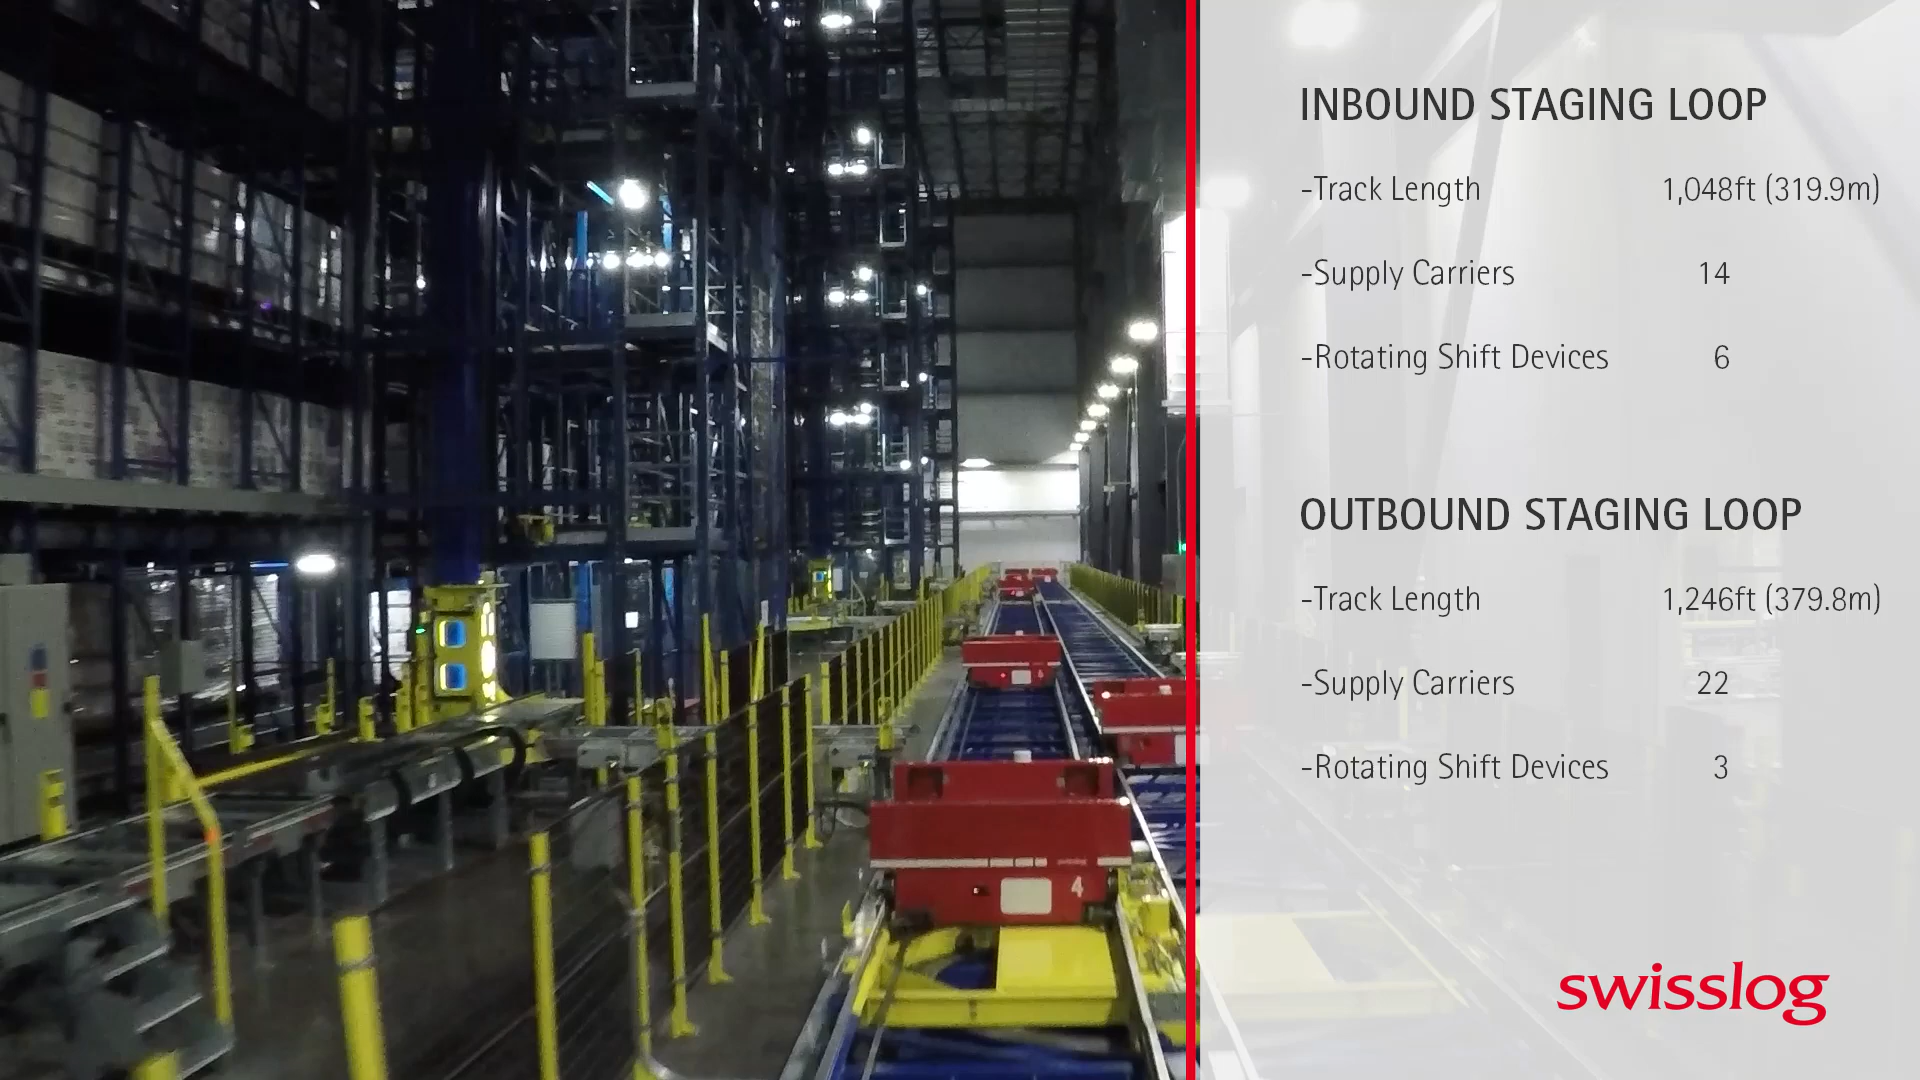 INBOUND STAGING LOOP
-Track Length 1,048ft (319.9m)
-Supply Carriers 14
-Rotating Shift Devices 6
OUTBOUND STAGING LOOP
-Track Length 1,246ft (379.8m)
-Supply Carriers 22
-Rotating Shift Devices 3
4
swisslog